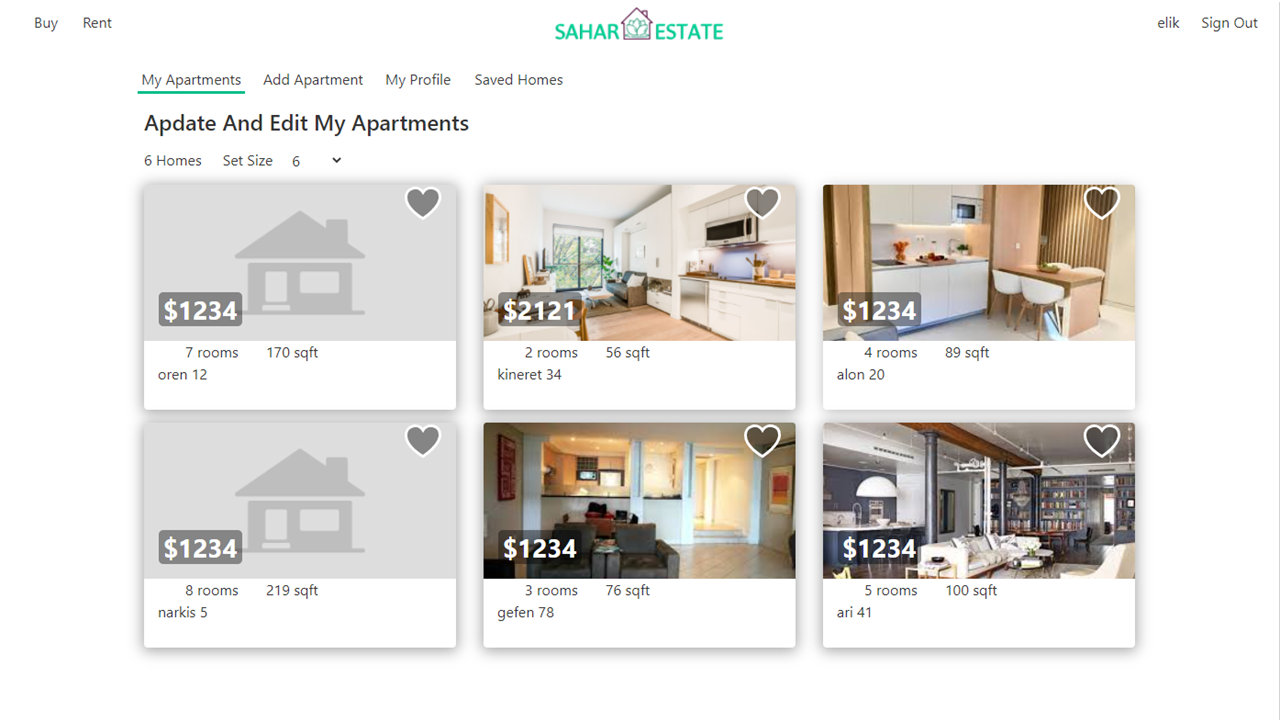 Buy Rent SAHAR ESTATE elik Sign Out
My Apartments Add Apartment My Profile Saved Homes
Apdate And Edit My Apartments
6 Homes Set Size 6
$1234 $2121 $1234
7 rooms 170 sqft 2 rooms 56 sqft 4 rooms 89 sqft
oren 12 kineret 34 alon 20
$1234 $1234 $1234
8 rooms 219 sqft 3 rooms 76 sqft 5 rooms 100 sqft
narkis 5 gefen 78 ari 41